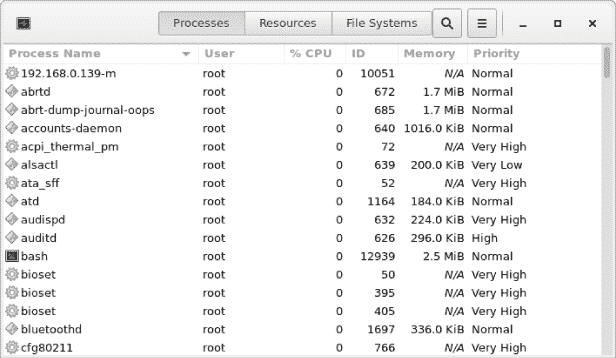 Processes Resources File Systems
Process Name User % CPU ID Memory Priority
192.168.0.139-m root 0 10051 N/A Normal
abrtd root 0 672 1.7 MiB Normal
abrt-dump-journal-oops root 0 685 1.7 MiB Normal
accounts-daemon root 0 640 1016.0 KiB Normal
acpi_thermal_pm root 0 72 N/A Very High
alsactl root 0 639 200.0 KiB Very Low
ata_sff root 0 52 N/A Very High
atd root 0 1164 184.0 KiB Normal
audispd root 0 632 224.0 KiB Very High
auditd root 0 626 296.0 KiB High
bash root 0 12939 2.5 MiB Normal
bioset root 0 50 N/A Very High
bioset root 0 395 N/A Very High
bioset root 0 405 N/A Very High
bluetoothd root 0 1697 336.0 KiB Normal
cfg80211 root 0 766 N/A Very High